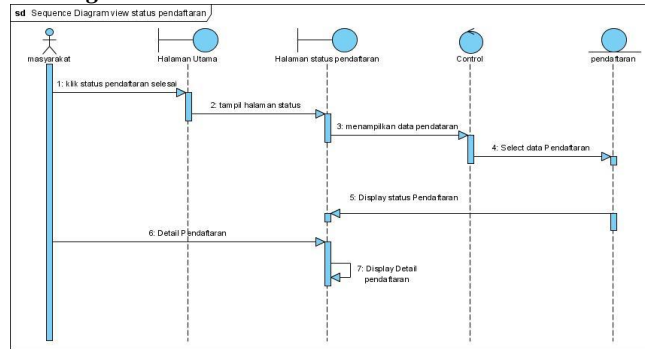 sd Sequence Diagram view status pendaftaran
masyarakat
Halaman Utama
Halaman status pendaftaran
Control
pendaftaran
1: klik status pendaftaran selesai
2: tampil halaman status
3: menampilkan data pendataran
4: Select data Pendaftaran
5: Display status Pendaftaran
6: Detail Pendaftaran
7: Display Detail
pendaftaran